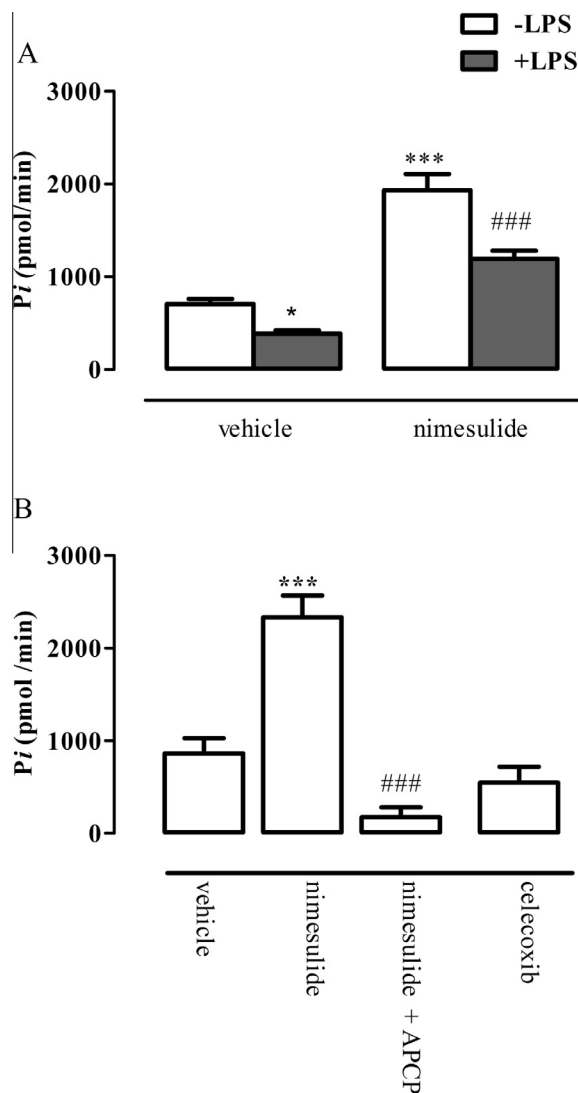 -LPS
A
+LPS
3000
***
2000
###
Pi (pmol/min)
1000
*
0
vehicle nimesulide
B
3000
***
2000
Pi (pmol /min)
1000
###
0
vehicle
nimesulide
nimesulide + APCP
celecoxib